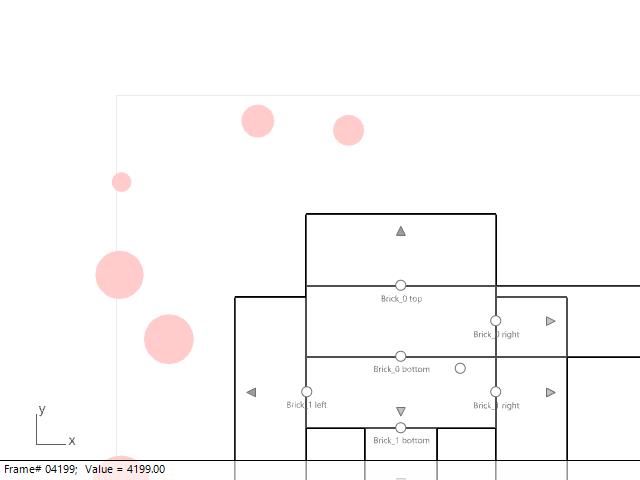 Brick_0 top
Brick_0 right
Brick_0 bottom
Brick_1 left
Brick_1 right
y
Brick_1 bottom
x
Frame# 04199; Value = 4199.00